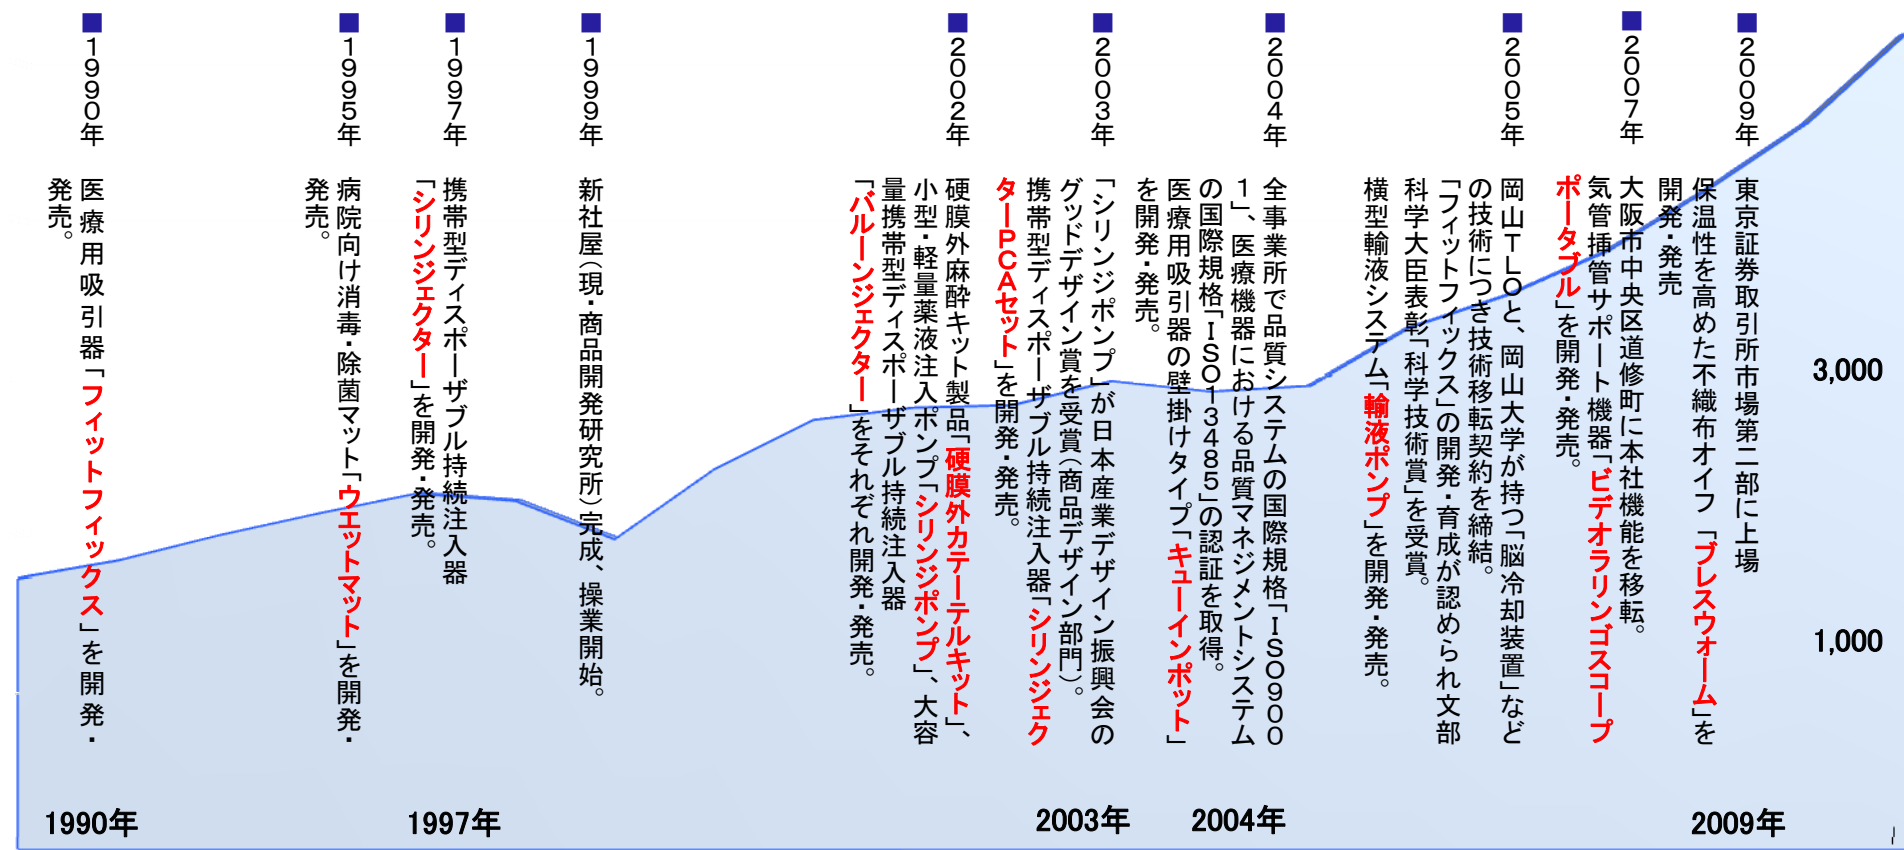 ■1990年
医療用吸引器「フィットフィックス」を開発・
発売。
■1995年
病院向け消毒・除菌マット「ウエットマット」を開発・
発売。
■1997年
携帯型ディスポーザブル持続注入器
「シリンジェクター」を開発・発売。
■1999年
新社屋（現・商品開発研究所）完成、操業開始。
■2002年
硬膜外麻酔キット製品「硬膜外カテーテルキット」、
小型・軽量薬液注入ポンプ「シリンジポンプ」、大容
量携帯型ディスポーザブル持続注入器
「バルーンジェクター」をそれぞれ開発・発売。
■2003年
「シリンジポンプ」が日本産業デザイン振興会の
グッドデザイン賞を受賞（商品デザイン部門）。
携帯型ディスポーザブル持続注入器「シリンジェク
ターPCAセット」を開発・発売。
■2004年
全事業所で品質システムの国際規格「ISO900
1」、医療機器における品質マネジメントシステム
の国際規格「ISO13485」の認証を取得。
医療用吸引器の壁掛けタイプ「キューインポット」
を開発・発売。
■2005年
岡山TLOと、岡山大学が持つ「脳冷却装置」など
の技術につき技術移転契約を締結。
「フィットフィックス」の開発・育成が認められ文部
科学大臣表彰「科学技術賞」を受賞。
横型輸液システム「輸液ポンプ」を開発・発売。
■2007年
大阪市中央区道修町に本社機能を移転。
気管挿管サポート機器「ビデオラリンゴスコープ
ポータブル」を開発・発売。
■2009年
東京証券取引所市場第二部に上場
保温性を高めた不織布オイフ「ブレスウォーム」を
開発・発売
3,000
1,000
1990年
1997年
2003年
2004年
2009年